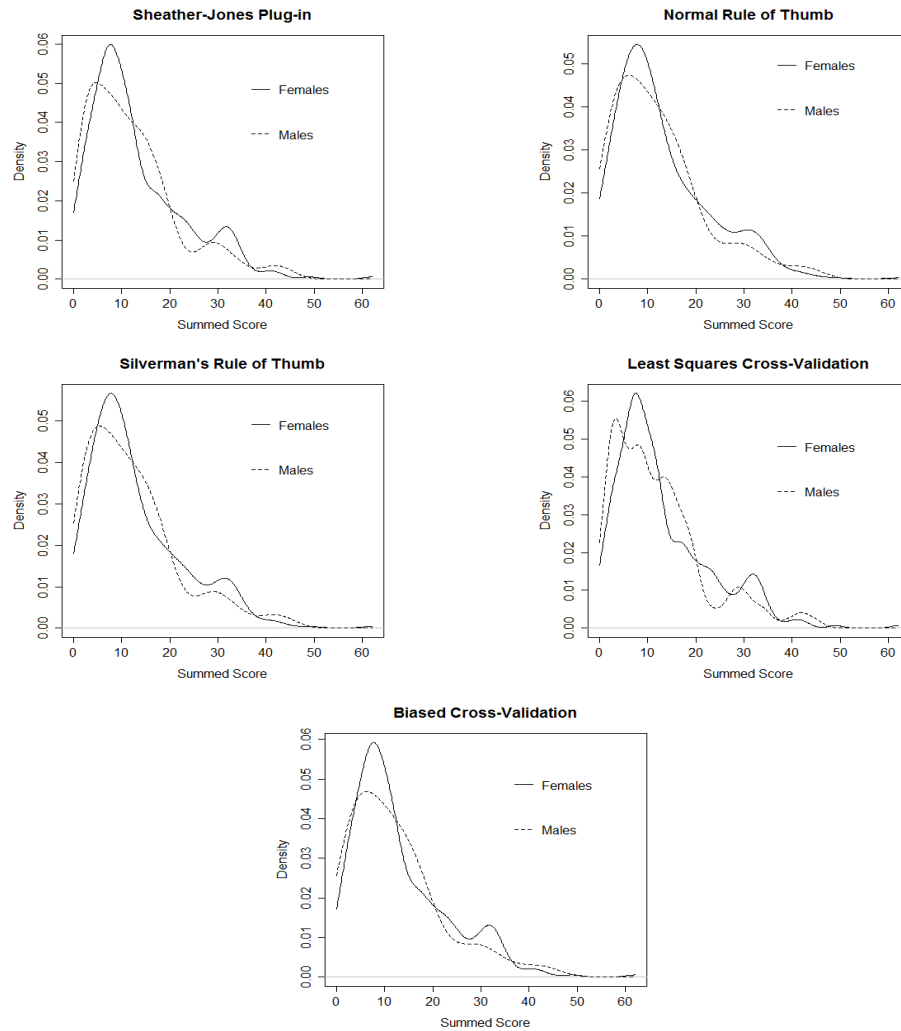 Sheather-Jones Plug-in
Density
0.00 0.01 0.02 0.03 0.04 0.05 0.06
Females
Males
0 10 20 30 40 50 60
Summed Score
Normal Rule of Thumb
Density
0.00 0.01 0.02 0.03 0.04 0.05
Females
Males
0 10 20 30 40 50 60
Summed Score
Silverman's Rule of Thumb
Density
0.00 0.01 0.02 0.03 0.04 0.05
Females
Males
0 10 20 30 40 50 60
Summed Score
Least Squares Cross-Validation
Density
0.00 0.01 0.02 0.03 0.04 0.05 0.06
Females
Males
0 10 20 30 40 50 60
Summed Score
Biased Cross-Validation
Density
0.00 0.01 0.02 0.03 0.04 0.05 0.06
Females
Males
0 10 20 30 40 50 60
Summed Score